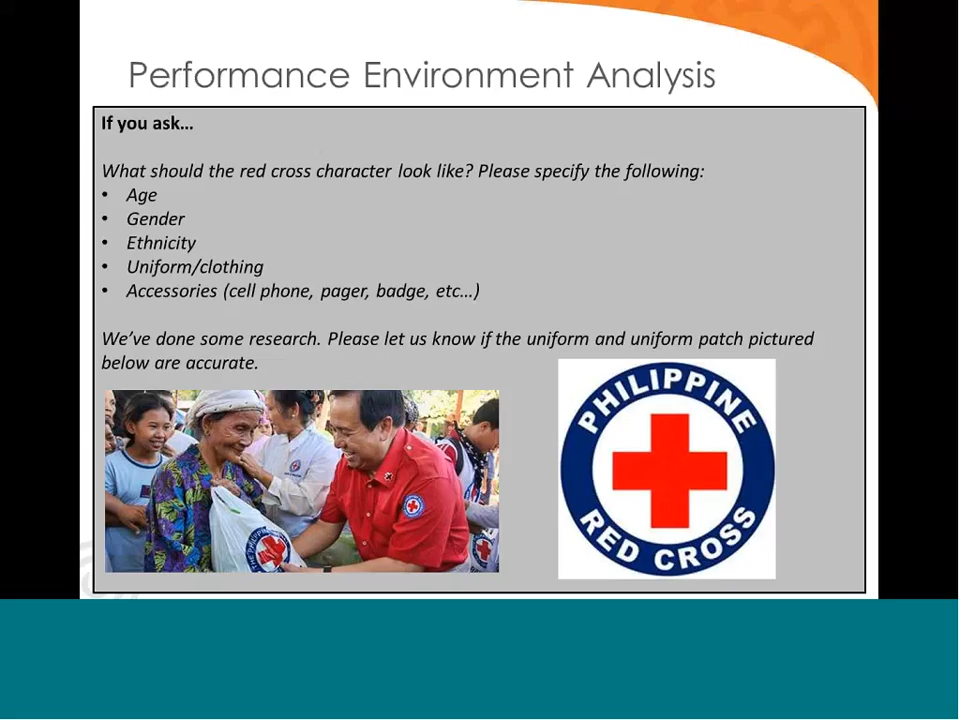 Performance Environment Analysis
If you ask…
What should the red cross character look like? Please specify the following:
• Age
• Gender
• Ethnicity
• Uniform/clothing
• Accessories (cell phone, pager, badge, etc…)
We’ve done some research. Please let us know if the uniform and uniform patch pictured
below are accurate.
PHILIPPINE
RED CROSS